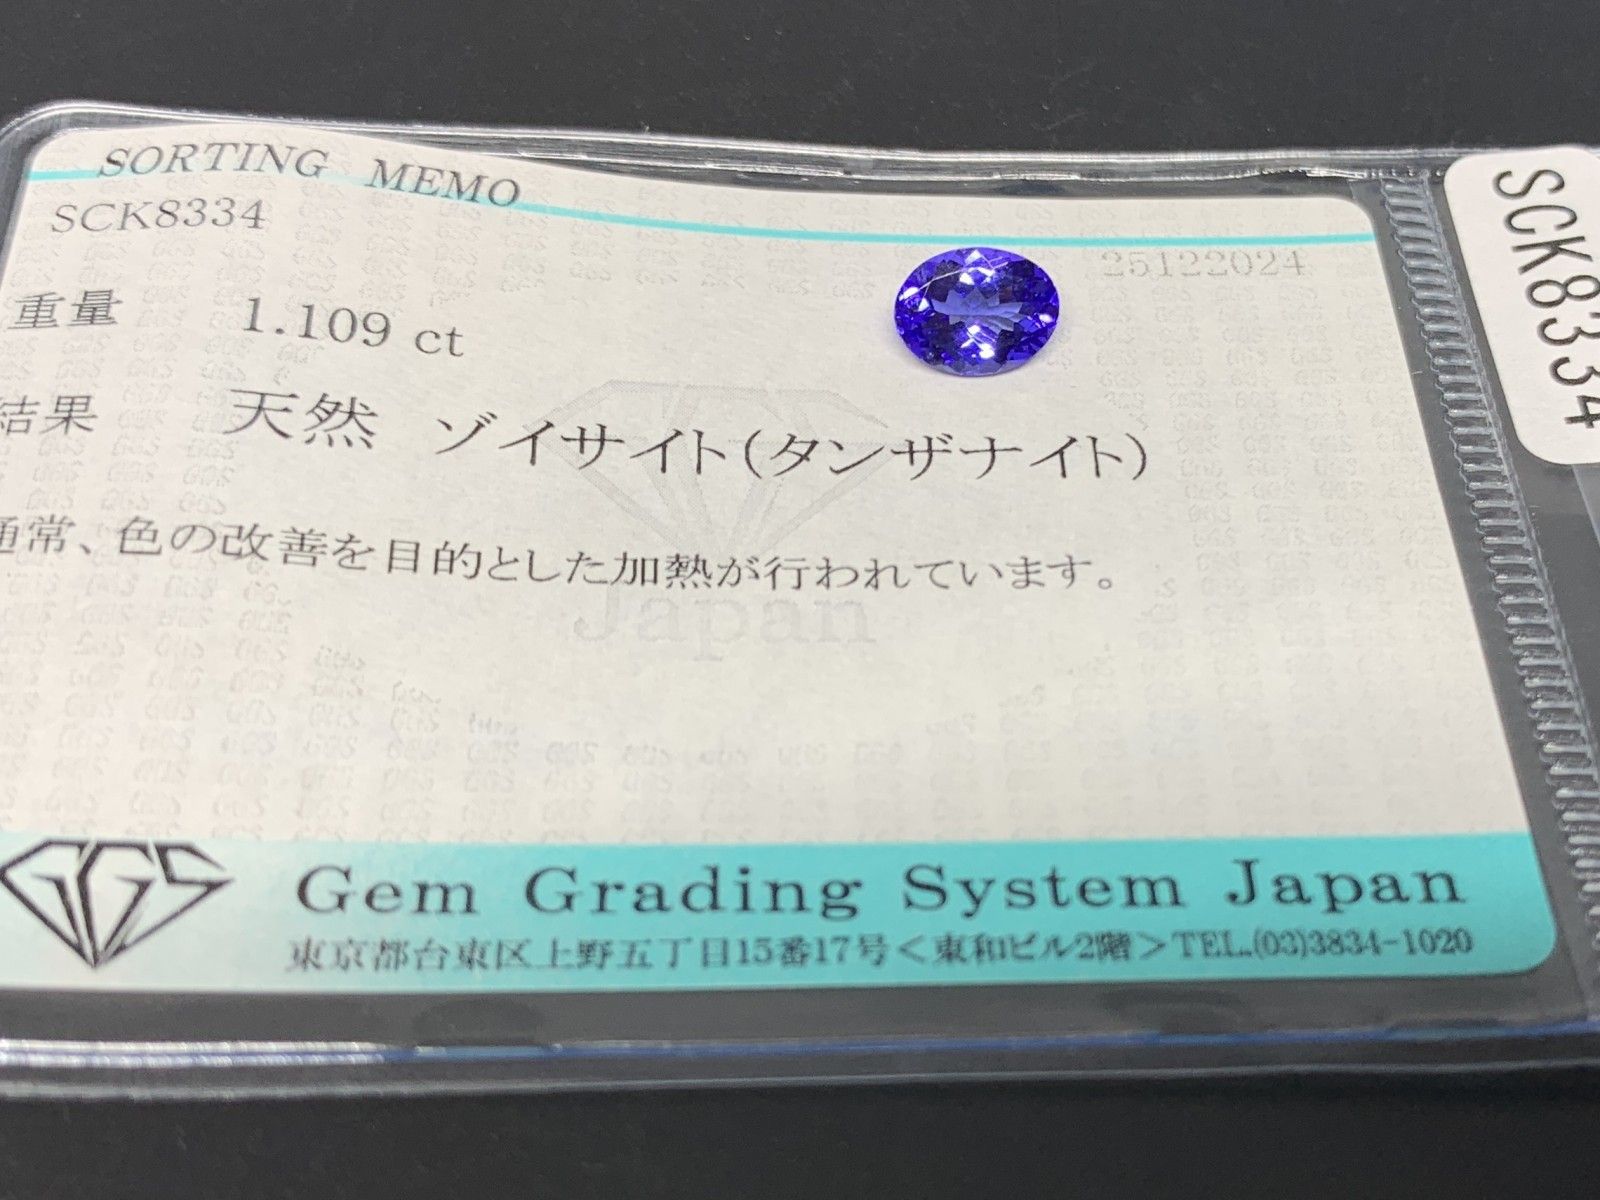 SORTING MEMO
SCK8334
25122024
重量 1.109 ct
結果 天然 ゾイサイト(タンザナイト)
通常、色の改善を目的とした加熱が行われています。
Japan
GGS
Gem Grading System Japan
東京都台東区上野五丁目15番17号<東和ビル2階>TEL.(03)3834-1020
SCK8334